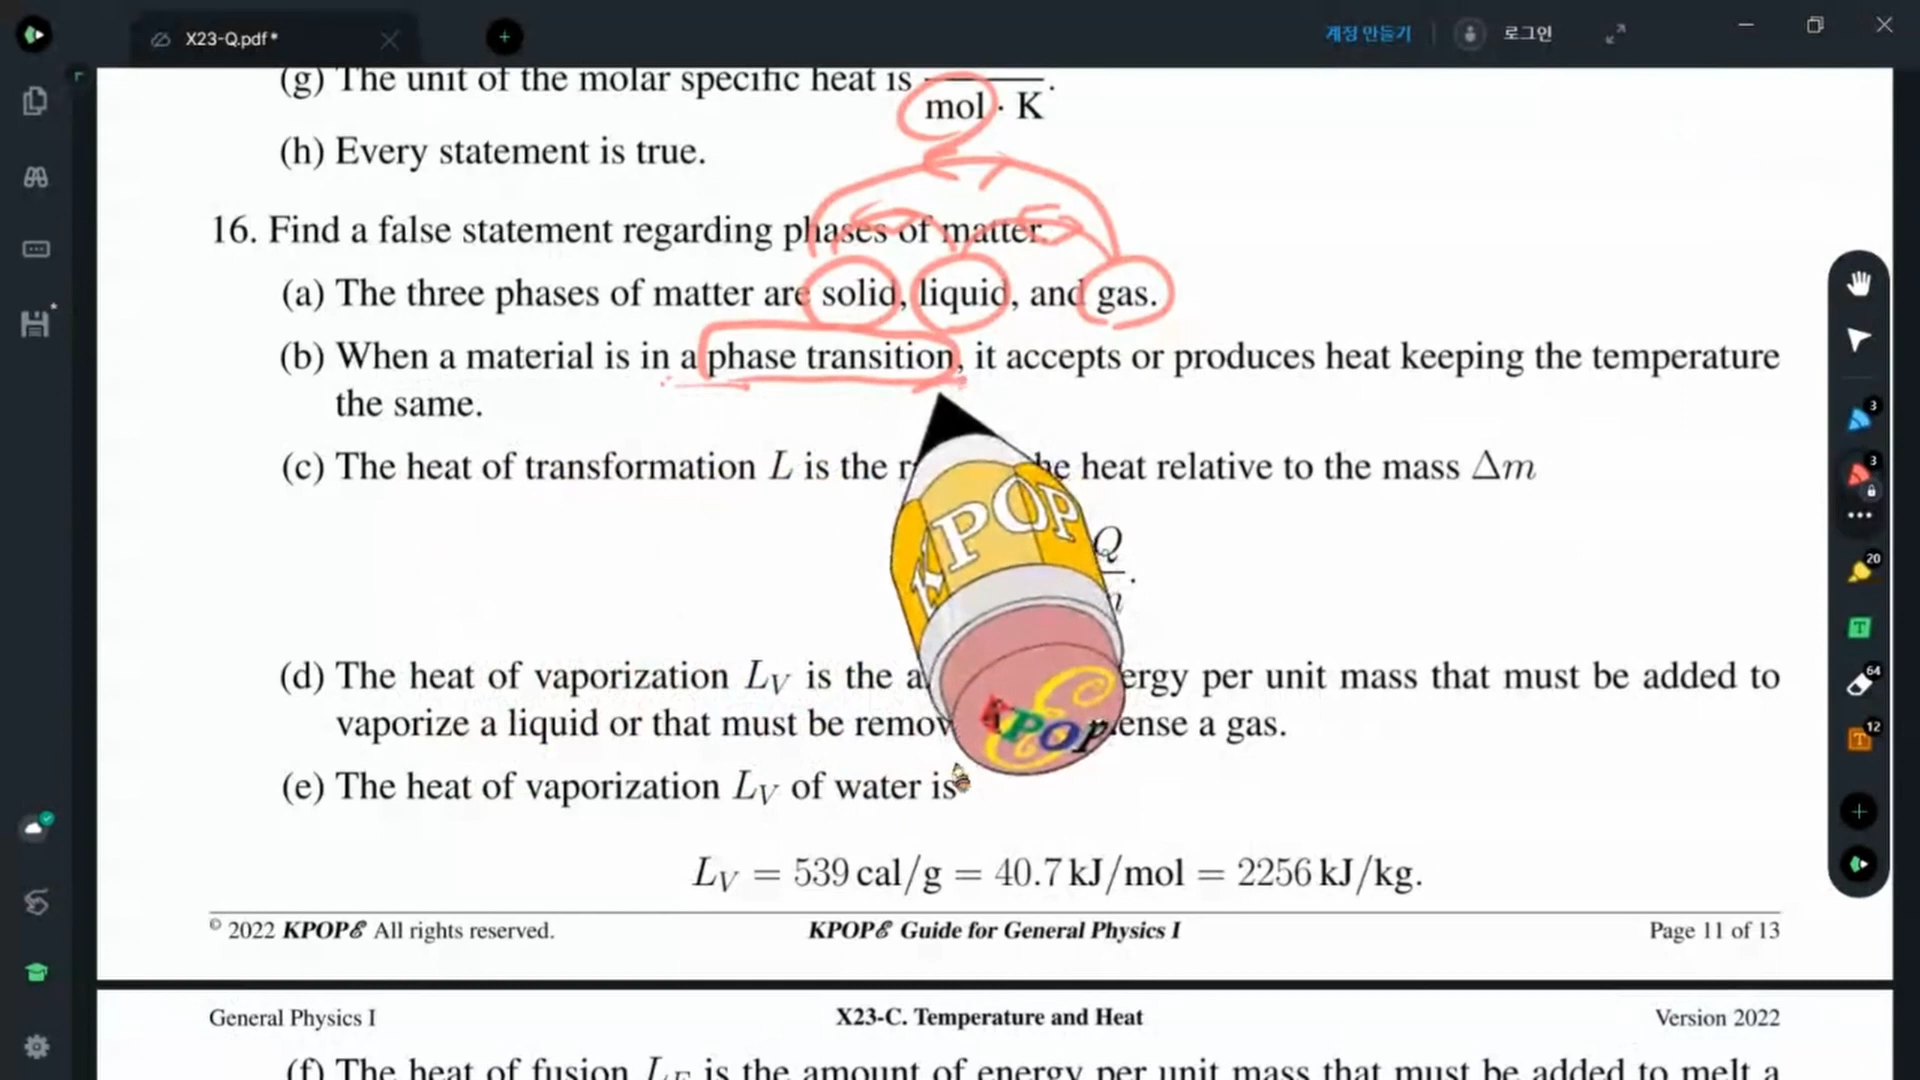 X23-Q.pdf *
계정 만들기
로그인
(g) The unit of the molar specific heat is
mol · K
.
(h) Every statement is true.
16. Find a false statement regarding phases of matter.
(a) The three phases of matter are solid, liquid, and gas.
(b) When a material is in a phase transition, it accepts or produces heat keeping the temperature
the same.
(c) The heat of transformation L is the heat relative to the mass Δm
KPOP
Q
.
(d) The heat of vaporization L_V is the per unit mass that must be added to
vaporize a liquid or that must be a gas.
KPOPE
(e) The heat of vaporization L_V of water is
L_V = 539 cal/g = 40.7 kJ/mol = 2256 kJ/kg.
© 2022 KPOPℰ All rights reserved.
KPOPℰ Guide for General Physics I
Page 11 of 13
General Physics I
X23-C. Temperature and Heat
Version 2022
(f) The heat of fusion L_F is the amount of energy per unit mass that must be added to melt a
3
3
20
T
64
T
12